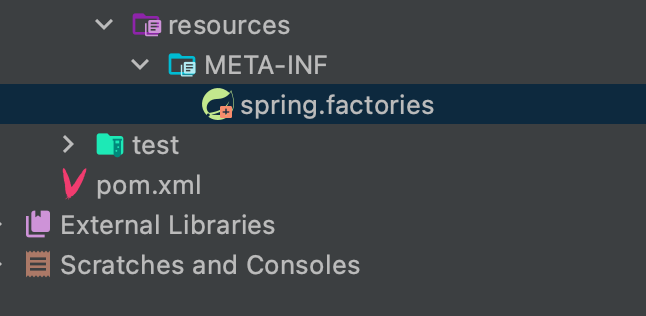 resources
META-INF
spring.factories
test
pom.xml
External Libraries
Scratches and Consoles